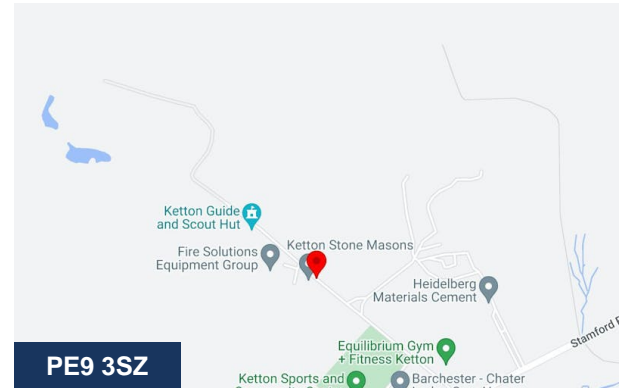 Ketton Guide
and Scout Hut
Ketton Stone Masons
Fire Solutions
Equipment Group
Heidelberg
Materials Cement
Stamford
Equilibrium Gym
+ Fitness Ketton
PE9 3SZ
Ketton Sports and
Barchester - Chater